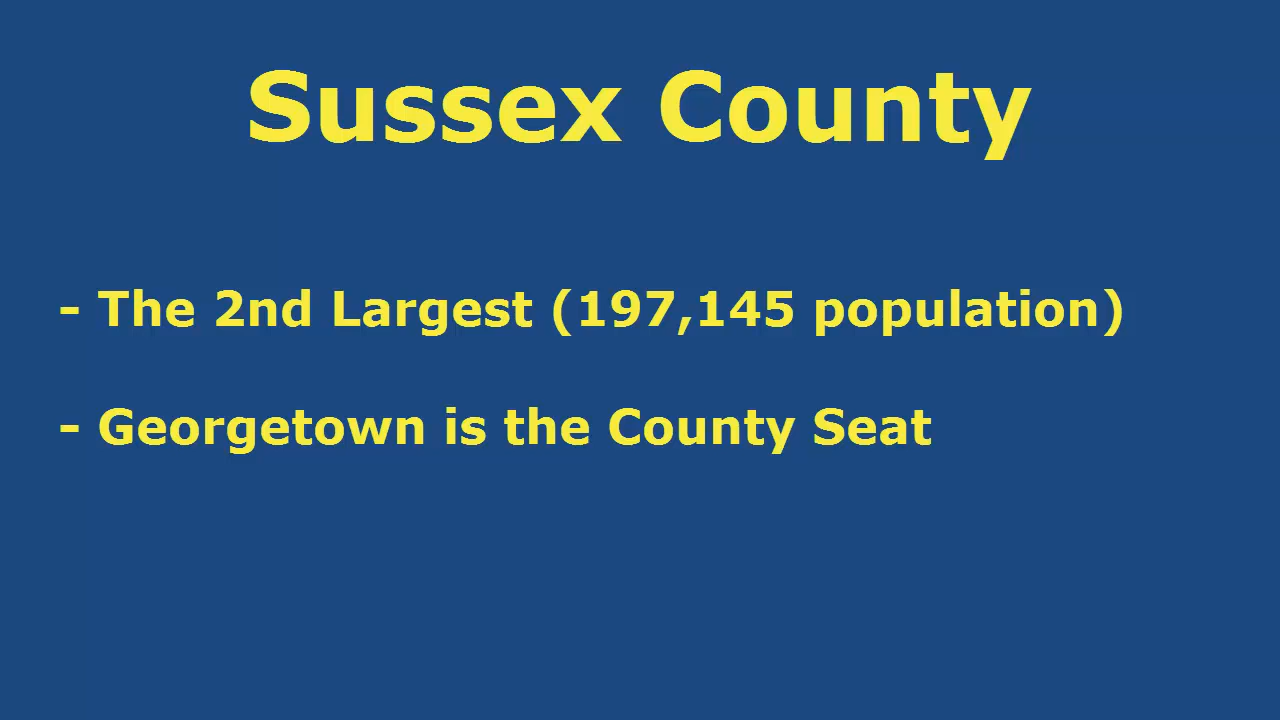 Sussex County
- The 2nd Largest (197,145 population)
- Georgetown is the County Seat